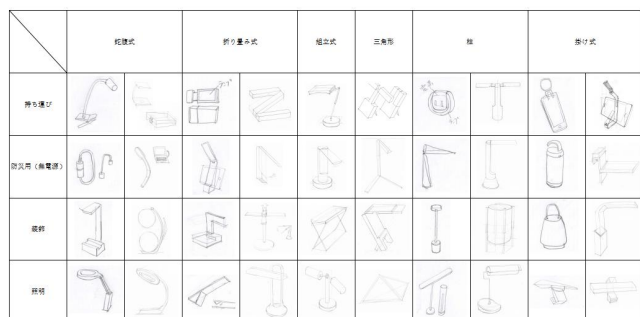 蛇腹式 折り畳み式 組立式 三角形 柱 掛け式
持ち運び
防災用（無電源）
装飾
照明